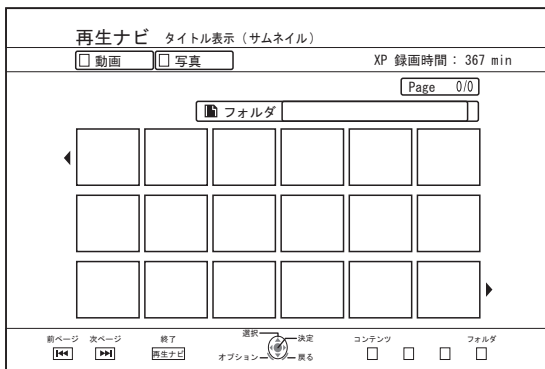 再生ナビ タイトル表示（サムネイル）
動画 写真 XP 録画時間： 367 min
Page 0/0
フォルダ
前ページ 次ページ 終了 選択 決定 コンテンツ フォルダ
再生ナビ オプション 戻る